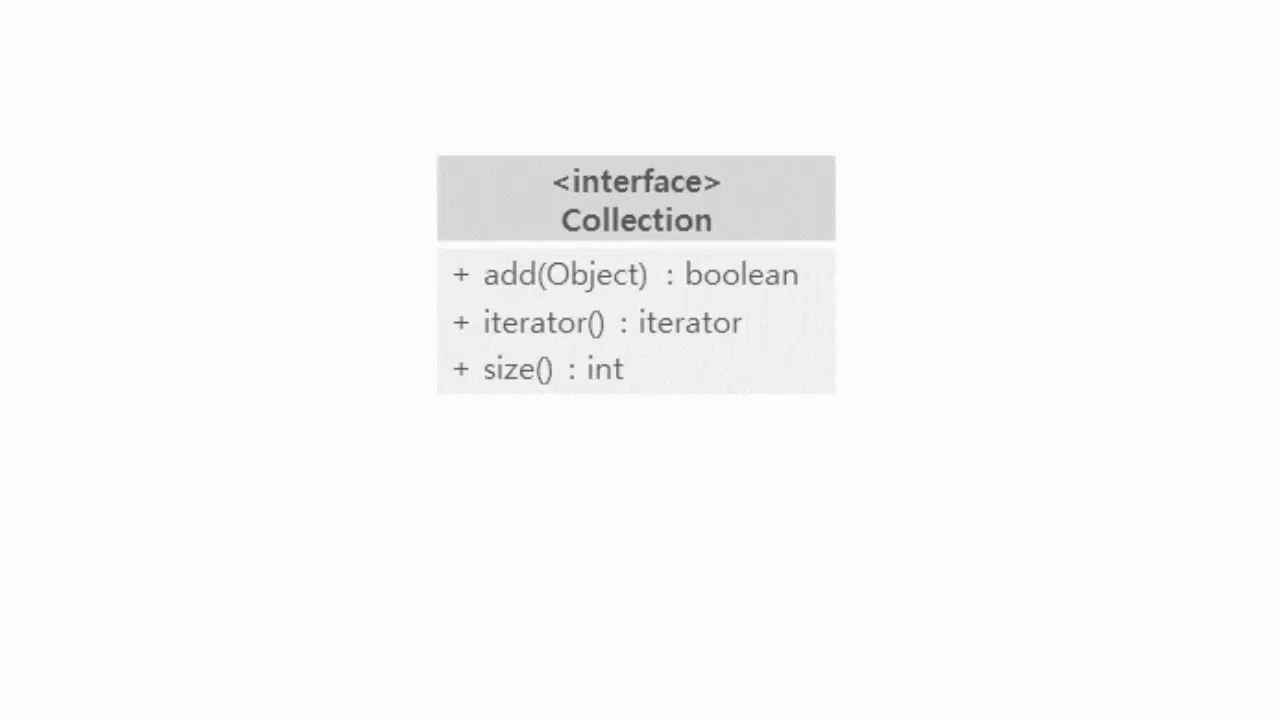 <interface>
Collection
+ add(Object) : boolean
+ iterator() : iterator
+ size() : int